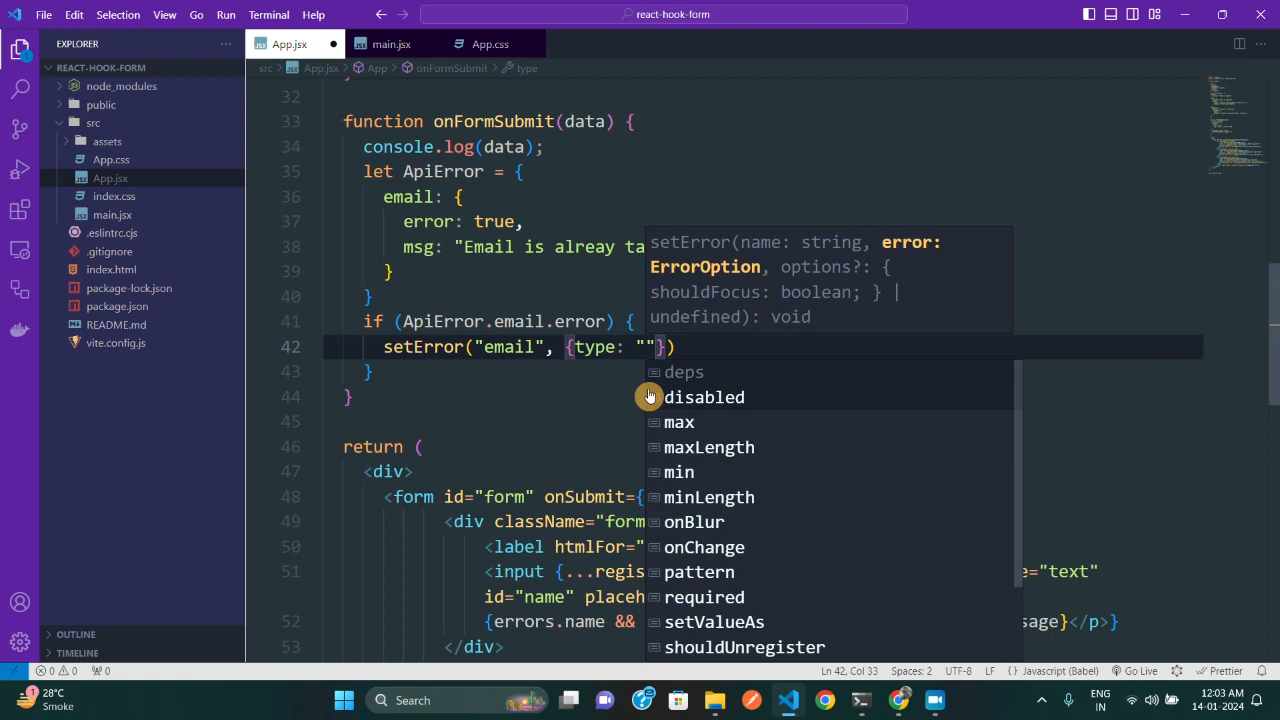 File Edit Selection View Go Run Terminal Help react-hook-form
EXPLORER
REACT-HOOK-FORM
node_modules
public
src
assets
App.css
App.jsx
index.css
main.jsx
.eslintrc.cjs
.gitignore
index.html
package-lock.json
package.json
README.md
vite.config.js
OUTLINE
TIMELINE
App.jsx main.jsx App.css
src > App.jsx > App > onFormSubmit > type
32
33 function onFormSubmit(data) {
34 console.log(data);
35 let ApiError = {
36 email: {
37 error: true,
38 msg: "Email is alreay ta
39 }
40 }
41 if (ApiError.email.error) {
42 setError("email", {type: ""})
43 }
44 }
45
46 return (
47 <div>
48 <form id="form" onSubmit={
49 <div className="form
50 <label htmlFor="
51 <input {...regis e="text"
id="name" placeh
52 {errors.name && sage}</p>}
53 </div>
setError(name: string, error:
ErrorOption, options?: {
shouldFocus: boolean; } |
undefined): void
deps
disabled
max
maxLength
min
minLength
onBlur
onChange
pattern
required
setValueAs
shouldUnregister
0 0 0 Ln 42, Col 33 Spaces: 2 UTF-8 LF {} JavaScript (Babel) Go Live Prettier
1 28°C
Smoke
Search
ENG
IN
12:03 AM
14-01-2024